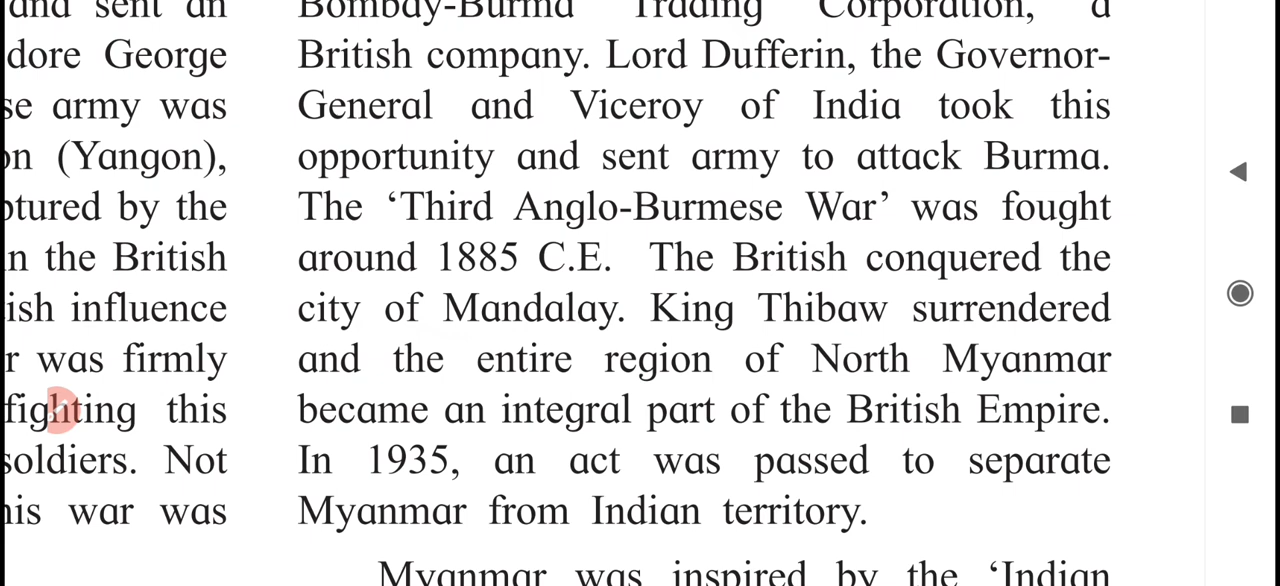 and sent an
dore George
se army was
on (Yangon),
ptured by the
in the British
ish influence
r was firmly
fighting this
soldiers. Not
his war was
Bombay-Burma Trading Corporation, a
British company. Lord Dufferin, the Governor-
General and Viceroy of India took this
opportunity and sent army to attack Burma.
The ‘Third Anglo-Burmese War’ was fought
around 1885 C.E. The British conquered the
city of Mandalay. King Thibaw surrendered
and the entire region of North Myanmar
became an integral part of the British Empire.
In 1935, an act was passed to separate
Myanmar from Indian territory.
Myanmar was inspired by the ‘Indian